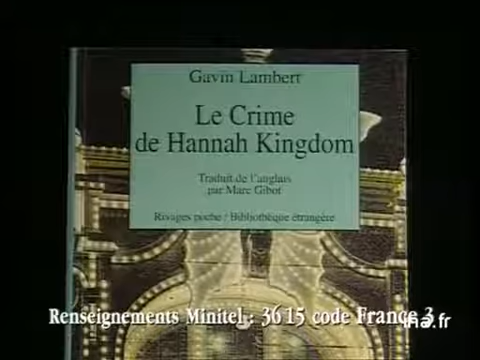 Gavin Lambert
Le Crime
de Hannah Kingdom
Traduit de l'anglais
par Marc Gibot
Rivages poche / Bibliothèque étrangère
Renseignements Minitel : 3615 code France 3
ina.fr